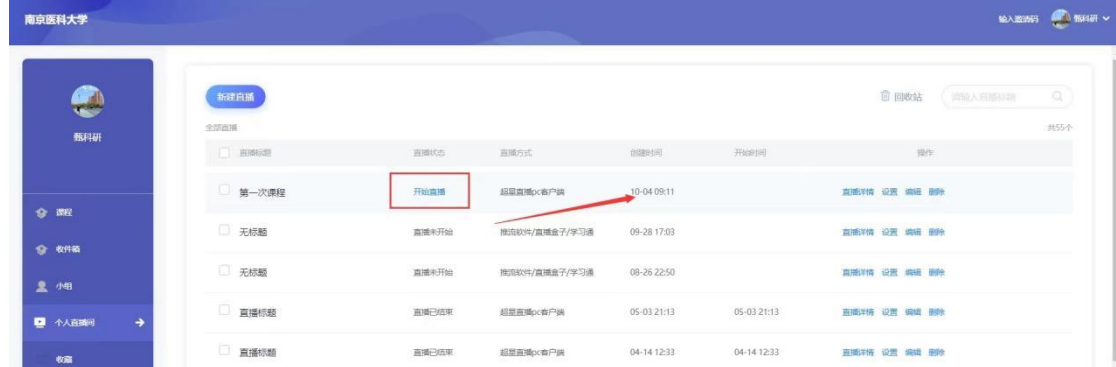 南京医科大学
输入邀请码 甄科研
甄科研
课程
收件箱
小组
个人直播间
收藏
新建直播
回收站 请输入直播标题
全部直播 共55个
直播标题 直播状态 直播方式 创建时间 开始时间 操作
第一次课程 开始直播 超星直播pc客户端 10-04 09:11 直播详情 设置 编辑 删除
无标题 直播未开始 推流软件/直播盒子/学习通 09-28 17:03 直播详情 设置 编辑 删除
无标题 直播未开始 推流软件/直播盒子/学习通 08-26 22:50 直播详情 设置 编辑 删除
直播标题 直播已结束 超星直播pc客户端 05-03 21:13 05-03 21:13 直播详情 设置 编辑 删除
直播标题 直播已结束 超星直播pc客户端 04-14 12:33 04-14 12:33 直播详情 设置 编辑 删除